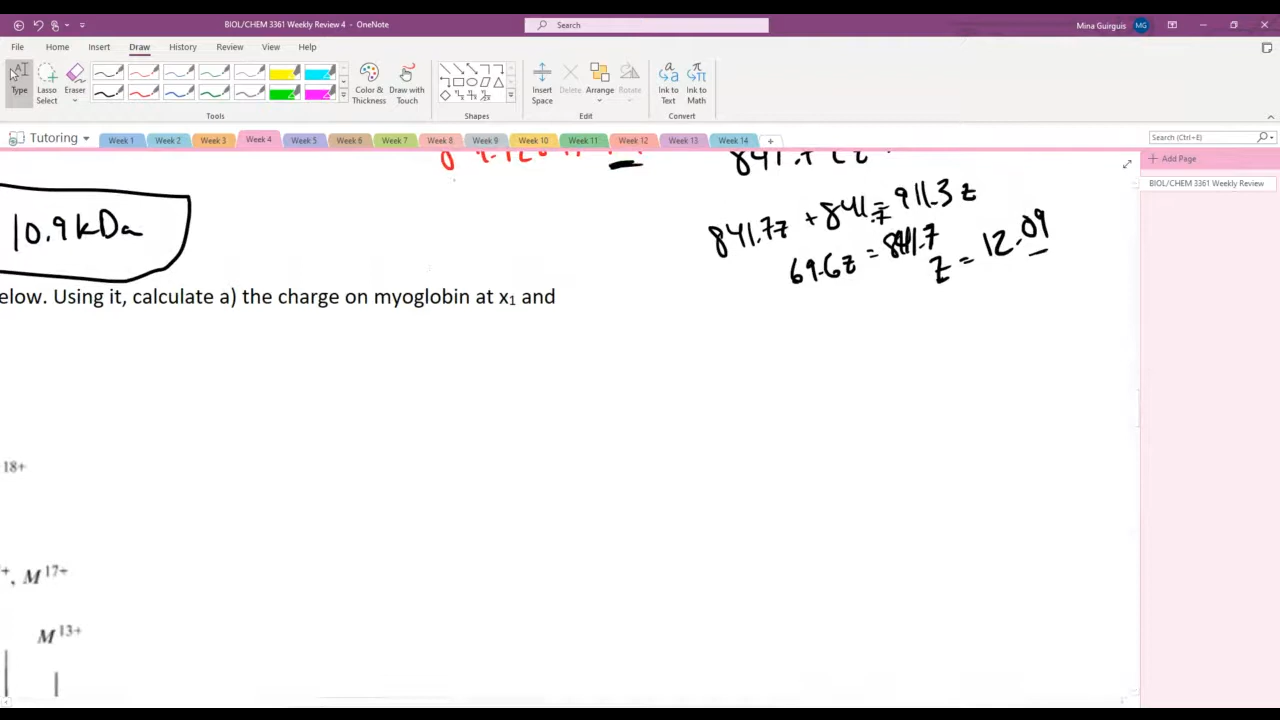 BIOL/CHEM 3361 Weekly Review 4 - OneNote
Search
Mina Guirguis MG
File Home Insert Draw History Review View Help
Type
Lasso Select
Eraser
Color & Thickness
Draw with Touch
Insert Space
Delete
Arrange
Rotate
Ink to Text
Ink to Math
Tools
Shapes
Edit
Convert
Tutoring
Week 1 Week 2 Week 3 Week 4 Week 5 Week 6 Week 7 Week 8 Week 9 Week 10 Week 11 Week 12 Week 13 Week 14
Search (Ctrl+E)
Add Page
BIOL/CHEM 3361 Weekly Review
10.9 kDa
841.7z + 841.7 = 911.3 z
69.6z = 841.7
z = 12.09
elow. Using it, calculate a) the charge on myoglobin at x₁ and
18+
+, M¹⁷⁺
M¹³⁺